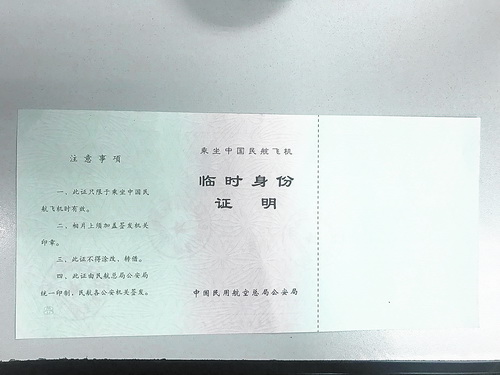 注意事项
一、此证只限于乘坐中国民
航飞机时有效。
二、相片上须加盖签发机关
印章。
三、此证不得涂改、转借。
四、此证由民航总局公安局
统一印制，民航各公安机关签发。
乘坐中国民航飞机
临时身份
证明
中国民用航空总局公安局